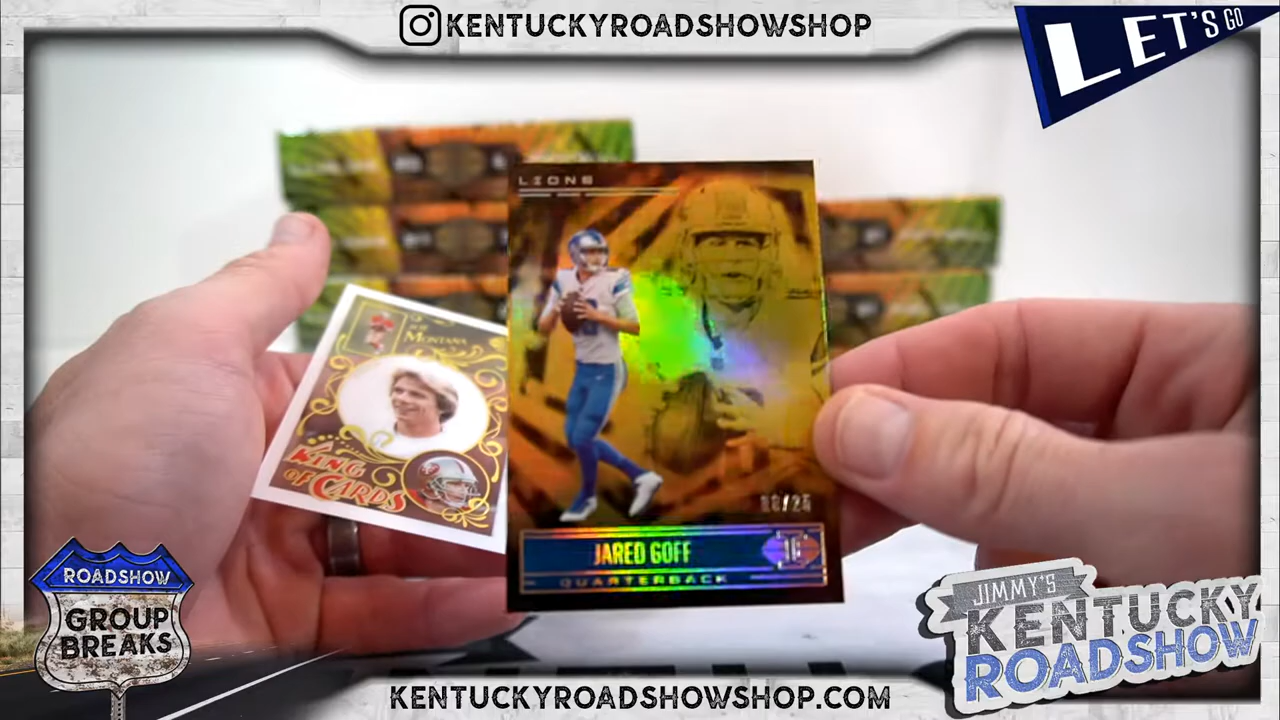 KENTUCKYROADSHOWSHOP
LET'S GO
LIONS
MONTANA
KING
OF CARDS
JARED GOFF
16
QUARTERBACK
ROADSHOW
GROUP
BREAKS
JIMMY'S
KENTUCKY
ROADSHOW
KENTUCKYROADSHOWSHOP.COM